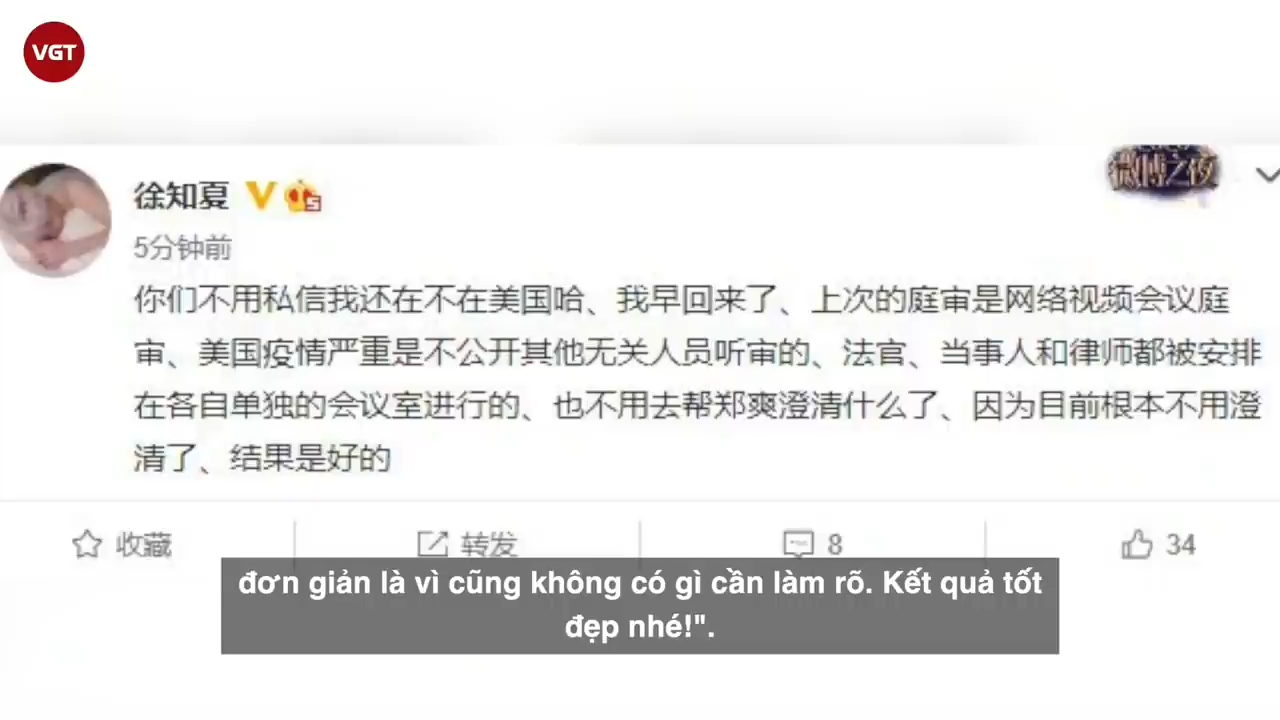 VGT
微博之夜
徐知夏
5分钟前
你们不用私信我还在不在美国哈、我早回来了、上次的庭审是网络视频会议庭
审、美国疫情严重是不公开其他无关人员听审的、法官、当事人和律师都被安排
在各自单独的会议室进行的、也不用去帮郑爽澄清什么了、因为目前根本不用澄
清了、结果是好的
收藏
转发
8
34
đơn giản là vì cũng không có gì cần làm rõ. Kết quả tốt
đẹp nhé!".